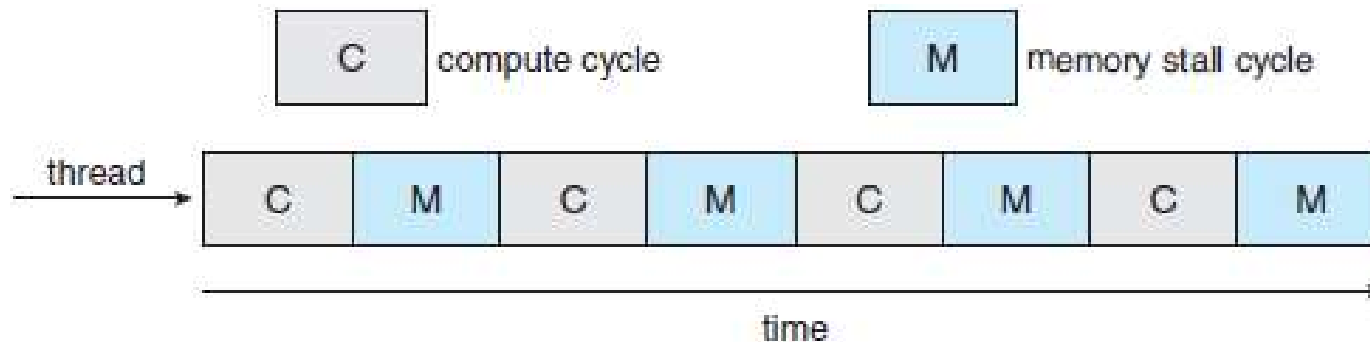 C compute cycle M memory stall cycle
thread
C M C M C M C M
time